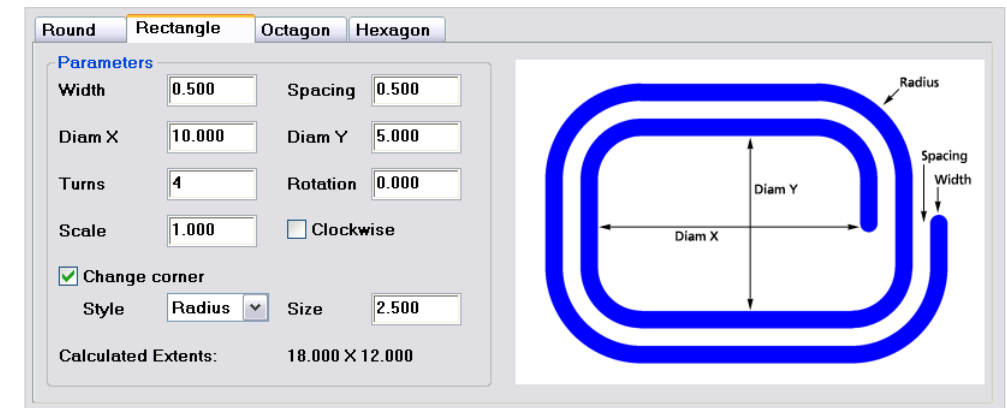 Round Rectangle Octagon Hexagon
Parameters
Width 0.500 Spacing 0.500
Diam X 10.000 Diam Y 5.000
Turns 4 Rotation 0.000
Scale 1.000 Clockwise
Change corner
Style Radius Size 2.500
Calculated Extents: 18.000 X 12.000
Radius
Spacing
Width
Diam Y
Diam X